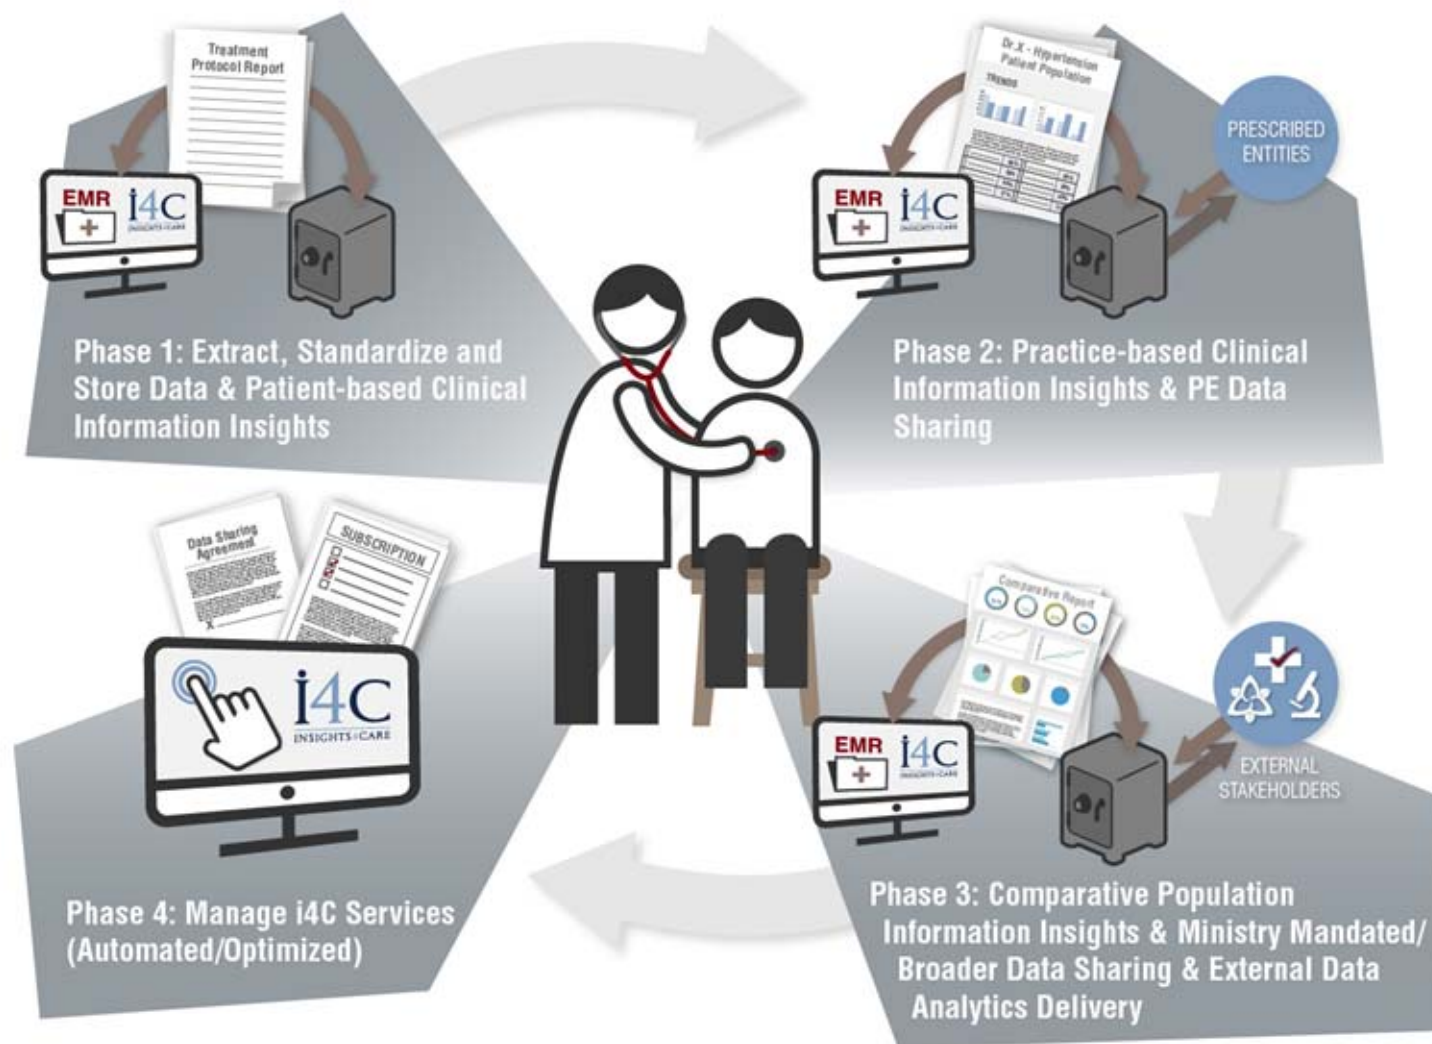 Treatment
Protocol Report
EMR
i4C
INSIGHTS4CARE
Phase 1: Extract, Standardize and
Store Data & Patient-based Clinical
Information Insights
Dr.X - Hypertension
Patient Population
TRENDS
PRESCRIBED
ENTITIES
EMR
i4C
INSIGHTS4CARE
Phase 2: Practice-based Clinical
Information Insights & PE Data
Sharing
Comparative Report
EMR
i4C
INSIGHTS4CARE
EXTERNAL
STAKEHOLDERS
Phase 3: Comparative Population
Information Insights & Ministry Mandated/
Broader Data Sharing & External Data
Analytics Delivery
Data Sharing
Agreement
X
SUBSCRIPTION
i4C
INSIGHTS4CARE
Phase 4: Manage i4C Services
(Automated/Optimized)